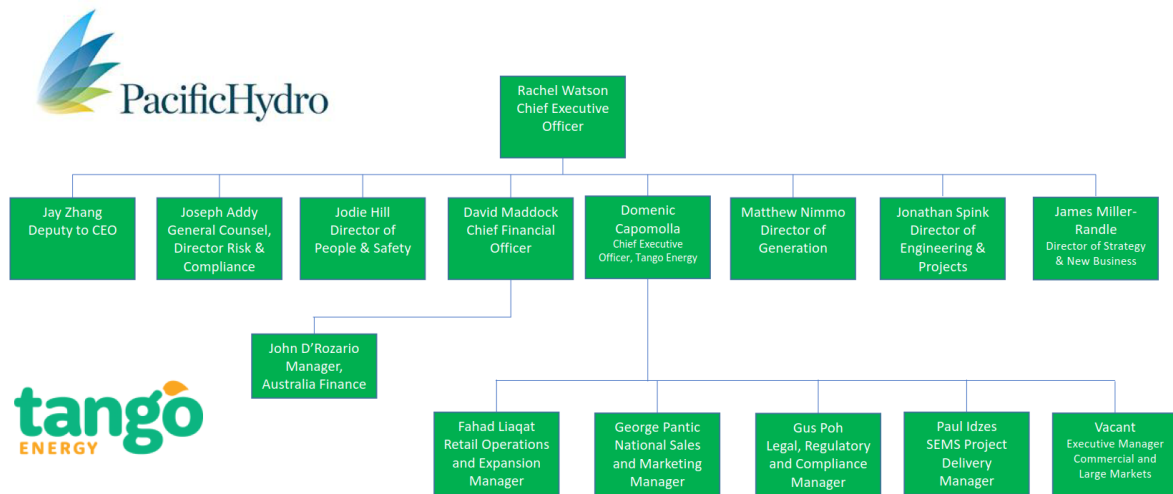 PacificHydro
Rachel Watson
Chief Executive
Officer
Jay Zhang
Deputy to CEO
Joseph Addy
General Counsel,
Director Risk &
Compliance
Jodie Hill
Director of
People & Safety
David Maddock
Chief Financial
Officer
Domenic
Capomolla
Chief Executive
Officer, Tango Energy
Matthew Nimmo
Director of
Generation
Jonathan Spink
Director of
Engineering &
Projects
James Miller-
Randle
Director of Strategy
& New Business
John D’Rozario
Manager,
Australia Finance
tango
ENERGY
Fahad Liaqat
Retail Operations
and Expansion
Manager
George Pantic
National Sales
and Marketing
Manager
Gus Poh
Legal, Regulatory
and Compliance
Manager
Paul Idzes
SEMS Project
Delivery
Manager
Vacant
Executive Manager
Commercial and
Large Markets